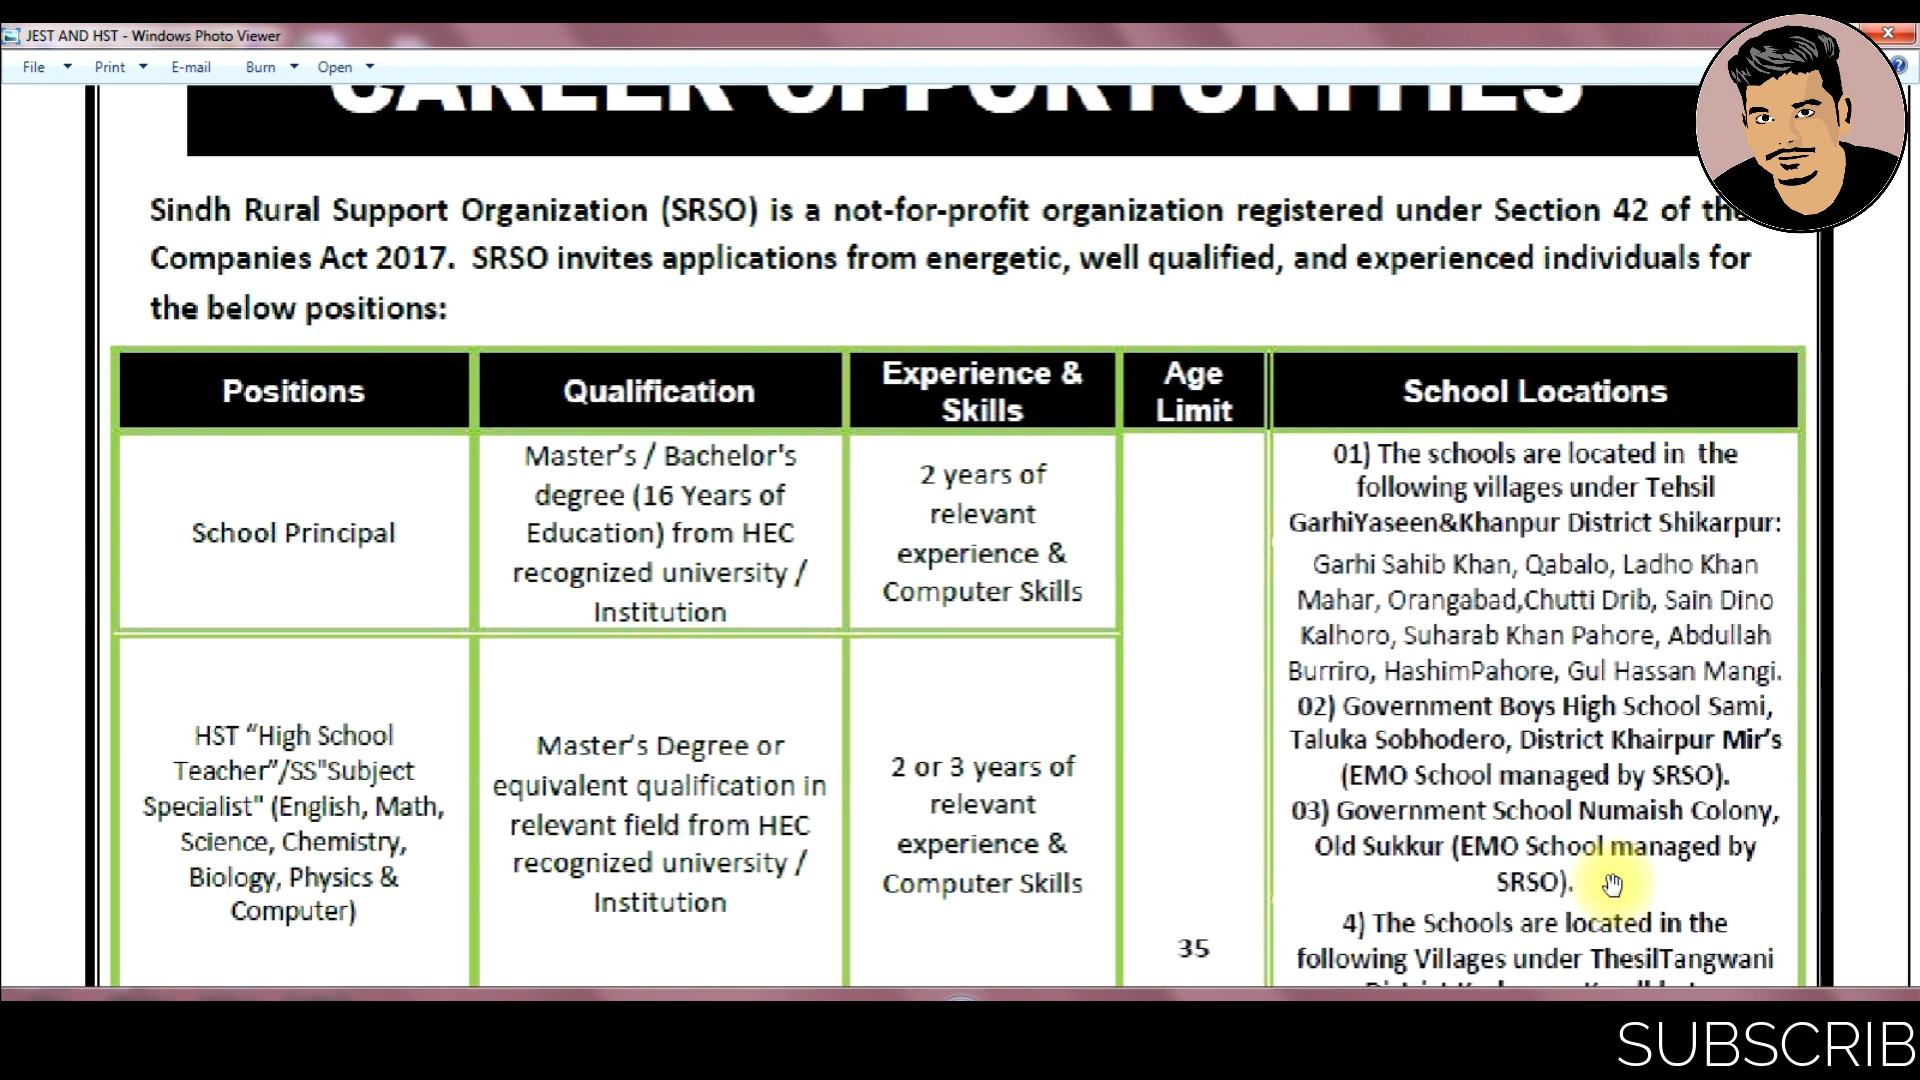 JEST AND HST - Windows Photo Viewer
File Print E-mail Burn Open
CAREER OPPORTUNITIES
Sindh Rural Support Organization (SRSO) is a not-for-profit organization registered under Section 42 of the
Companies Act 2017. SRSO invites applications from energetic, well qualified, and experienced individuals for
the below positions:
Positions
Qualification
Experience &
Skills
Age
Limit
School Locations
School Principal
Master's / Bachelor's
degree (16 Years of
Education) from HEC
recognized university /
Institution
2 years of
relevant
experience &
Computer Skills
HST “High School
Teacher”/SS"Subject
Specialist" (English, Math,
Science, Chemistry,
Biology, Physics &
Computer)
Master's Degree or
equivalent qualification in
relevant field from HEC
recognized university /
Institution
2 or 3 years of
relevant
experience &
Computer Skills
35
01) The schools are located in the
following villages under Tehsil
GarhiYaseen&Khanpur District Shikarpur:
Garhi Sahib Khan, Qabalo, Ladho Khan
Mahar, Orangabad,Chutti Drib, Sain Dino
Kalhoro, Suharab Khan Pahore, Abdullah
Burriro, HashimPahore, Gul Hassan Mangi.
02) Government Boys High School Sami,
Taluka Sobhodero, District Khairpur Mir's
(EMO School managed by SRSO).
03) Government School Numaish Colony,
Old Sukkur (EMO School managed by
SRSO).
4) The Schools are located in the
following Villages under ThesilTangwani
SUBSCRIB